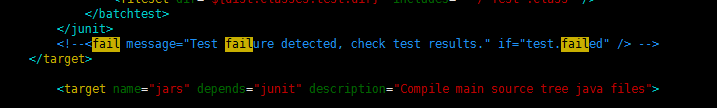 </batchtest>
</junit>
<!--<fail message="Test failure detected, check test results." if="test.failed" /> -->
</target>
<target name="jars" depends="junit" description="Compile main source tree java files">